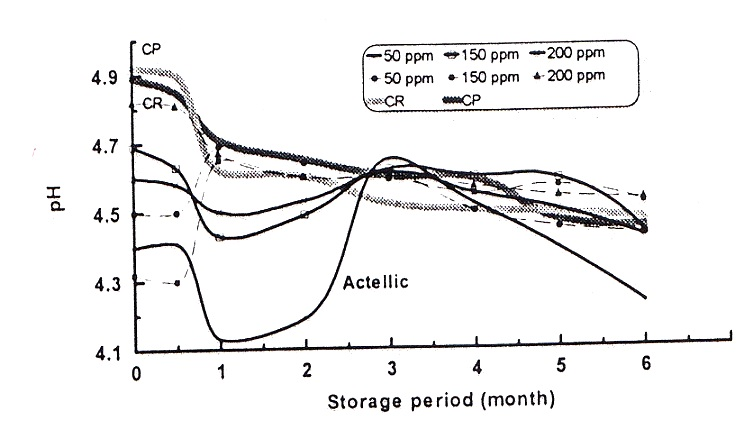 CP
50 ppm 150 ppm 200 ppm
50 ppm 150 ppm 200 ppm
CR CP
4.9
CR
4.7
pH
4.5
4.3
Actellic
4.1
0 1 2 3 4 5 6
Storage period (month)